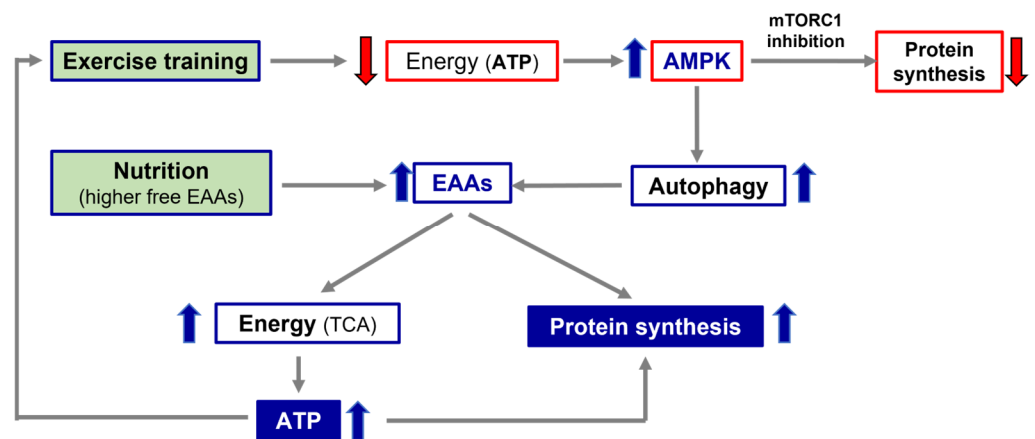 mTORC1
inhibition
Exercise training
Energy (ATP)
AMPK
Protein
synthesis
Nutrition
(higher free EAAs)
EAAs
Autophagy
Energy (TCA)
Protein synthesis
ATP